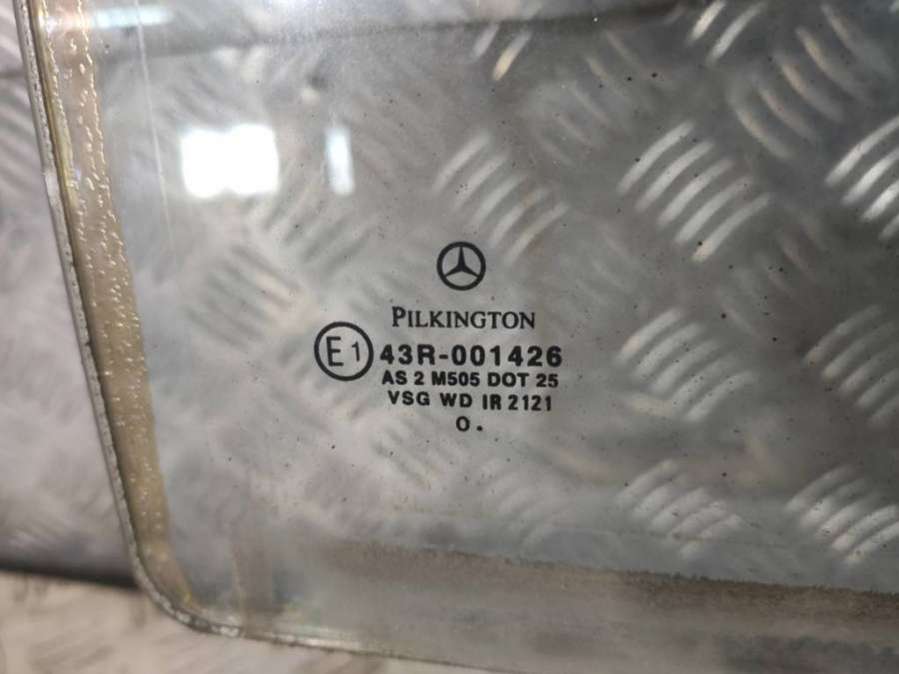 PILKINGTON
E1 43R-001426
AS 2 M505 DOT 25
VSG WD IR 2121
O.